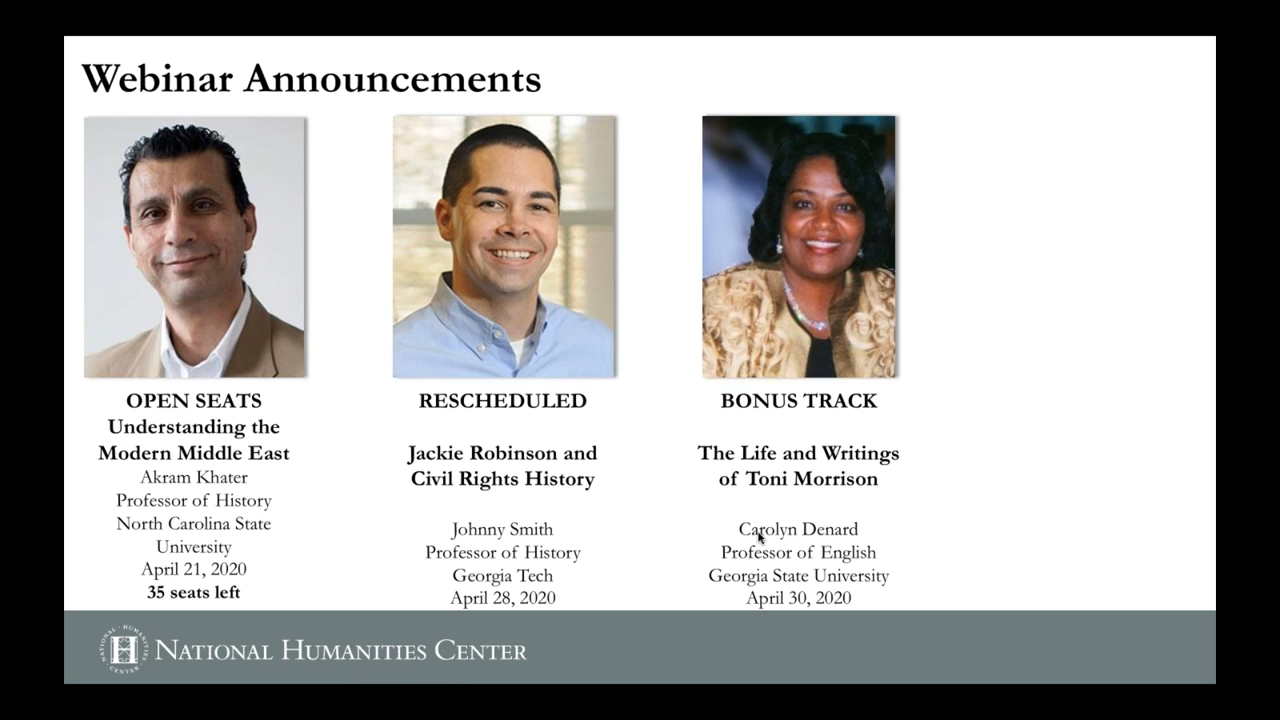 Webinar Announcements
OPEN SEATS
Understanding the
Modern Middle East
Akram Khater
Professor of History
North Carolina State
University
April 21, 2020
35 seats left
RESCHEDULED
Jackie Robinson and
Civil Rights History
Johnny Smith
Professor of History
Georgia Tech
April 28, 2020
BONUS TRACK
The Life and Writings
of Toni Morrison
Carolyn Denard
Professor of English
Georgia State University
April 30, 2020
NATIONAL · HUMANITIES · CENTER ·
H
NATIONAL HUMANITIES CENTER